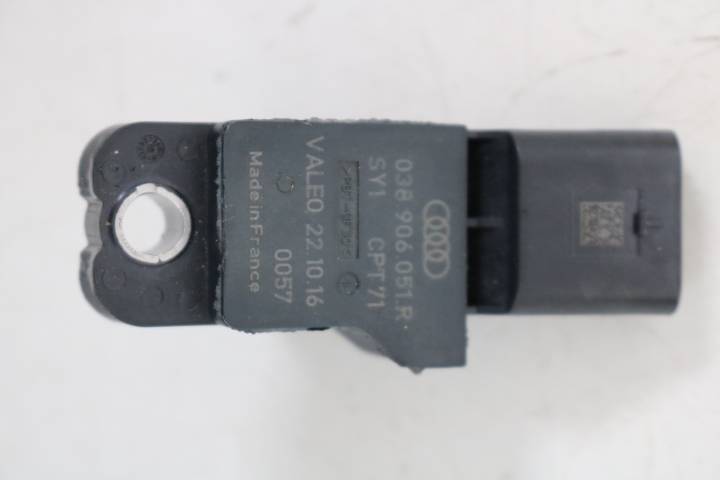 038 906 051.R
SY1 CPT71
VALEO 22.10.16
0057
Made in France